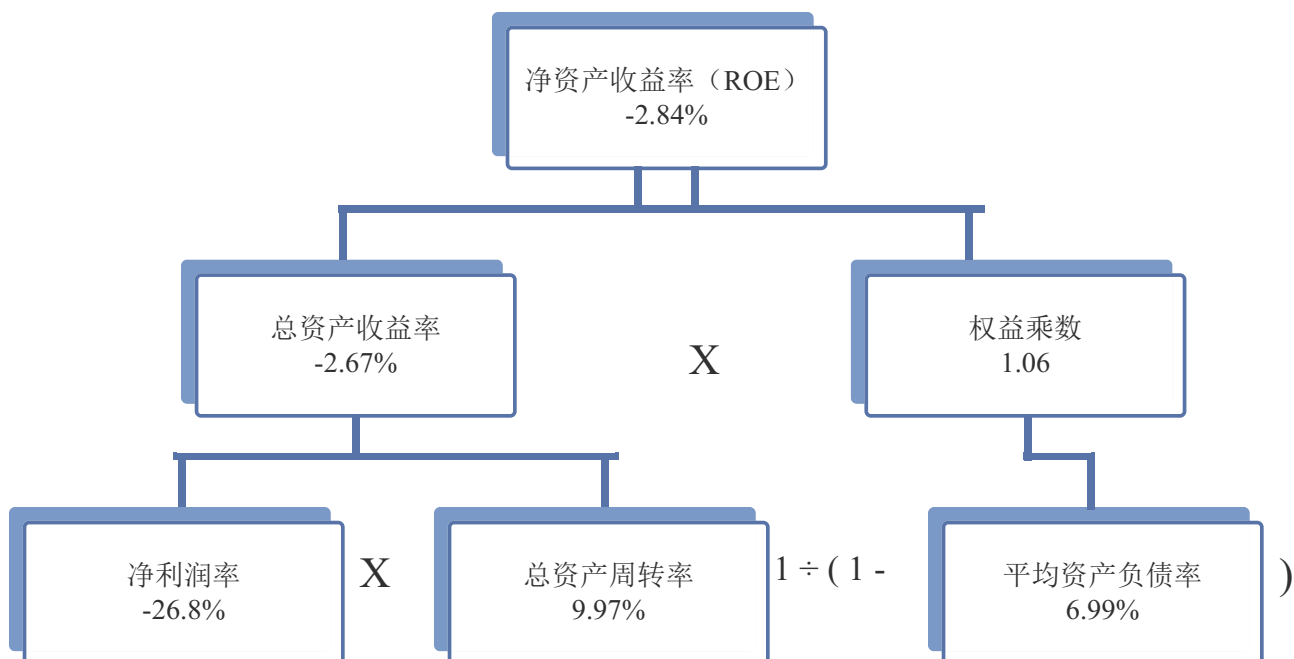 净资产收益率（ROE）
-2.84%
总资产收益率
-2.67%
X
权益乘数
1.06
净利润率
-26.8%
X
总资产周转率
9.97%
1 ÷ ( 1 -
平均资产负债率
6.99%
)